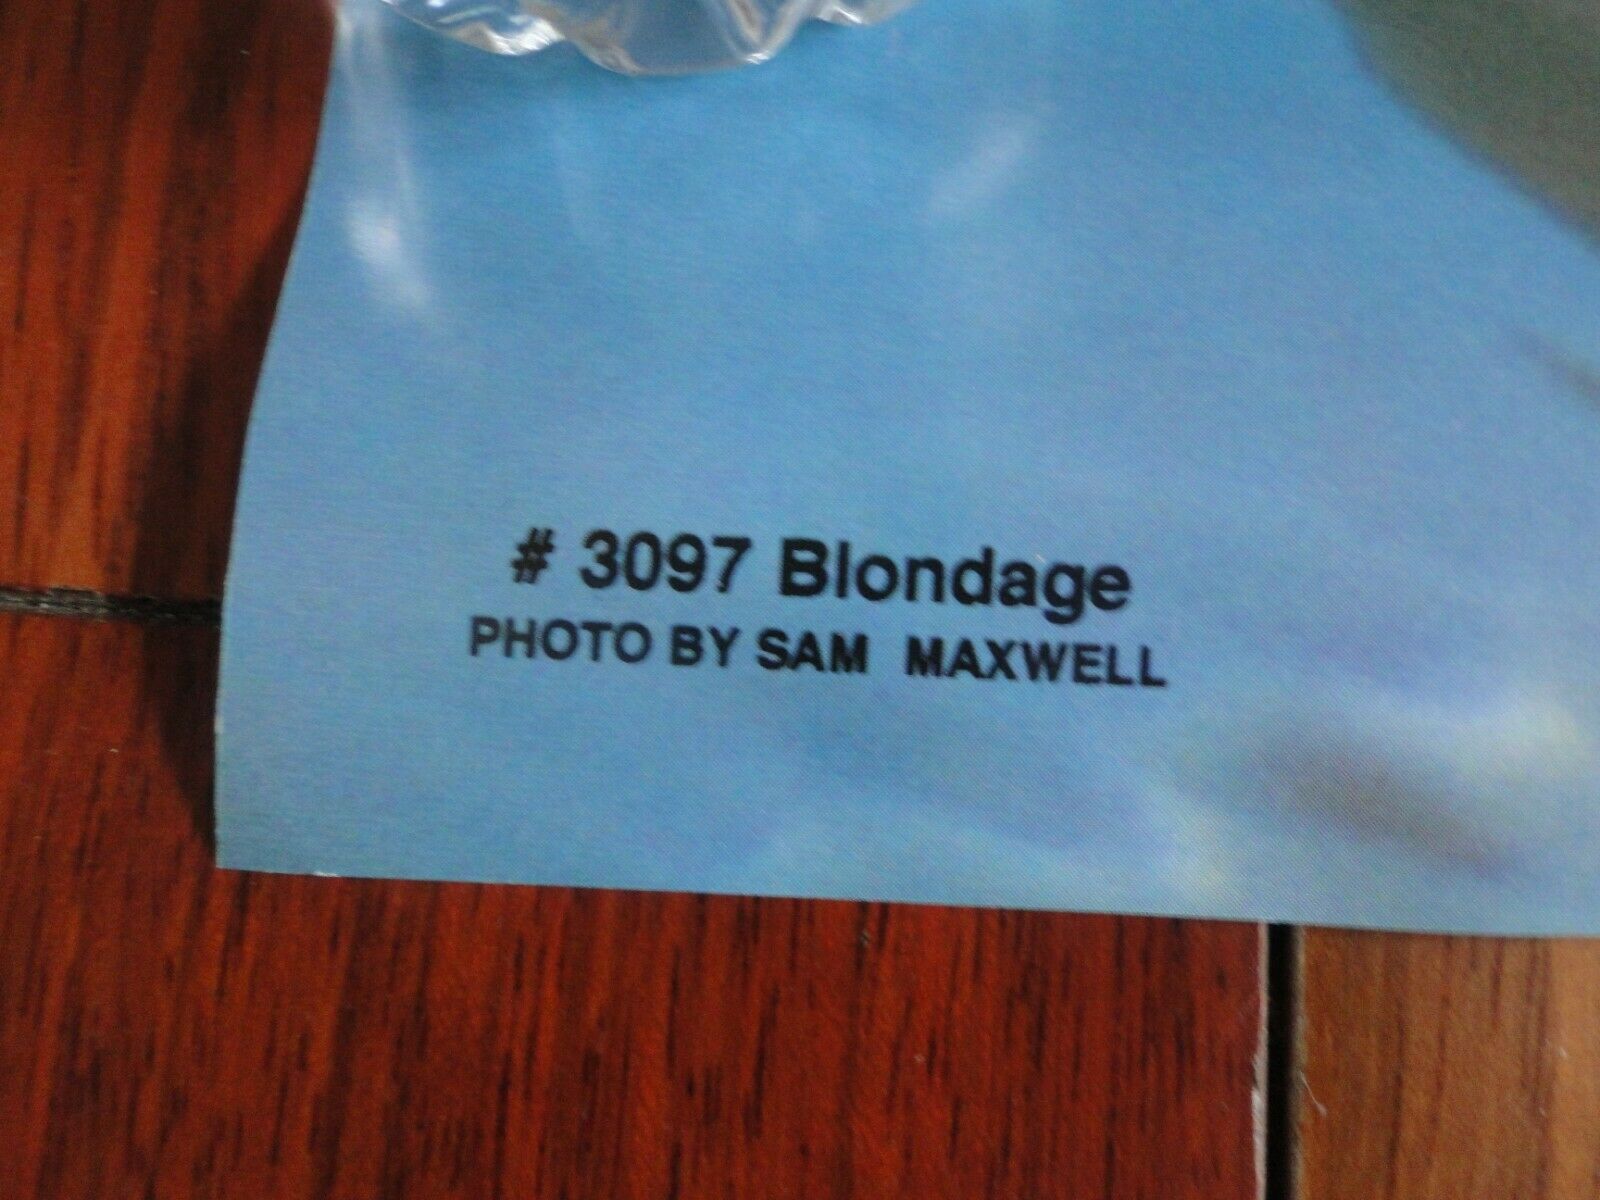 # 3097 Blondage
PHOTO BY SAM MAXWELL